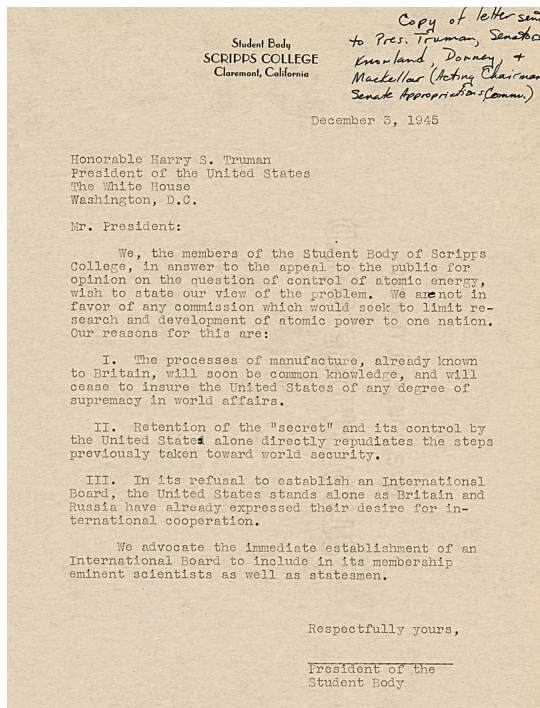 Copy of letter sen
to Pres. Truman, Senators
Knowland, Downey, +
Mackellar (Acting Chairman
Senate Appropriations Comm.)
Student Body
SCRIPPS COLLEGE
Claremont, California
December 3, 1945
Honorable Harry S. Truman
President of the United States
The White House
Washington, D.C.
Mr. President:
We, the members of the Student Body of Scripps
College, in answer to the appeal to the public for
opinion on the question of control of atomic energy,
wish to state our view of the problem. We are not in
favor of any commission which would seek to limit re-
search and development of atomic power to one nation.
Our reasons for this are:
I. The processes of manufacture, already known
to Britain, will soon be common knowledge, and will
cease to insure the United States of any degree of
supremacy in world affairs.
II. Retention of the "secret" and its control by
the United States alone directly repudiates the steps
previously taken toward world security.
III. In its refusal to establish an International
Board, the United States stands alone as Britain and
Russia have already expressed their desire for in-
ternational cooperation.
We advocate the immediate establishment of an
International Board to include in its membership
eminent scientists as well as statesmen.
Respectfully yours,
President of the
Student Body